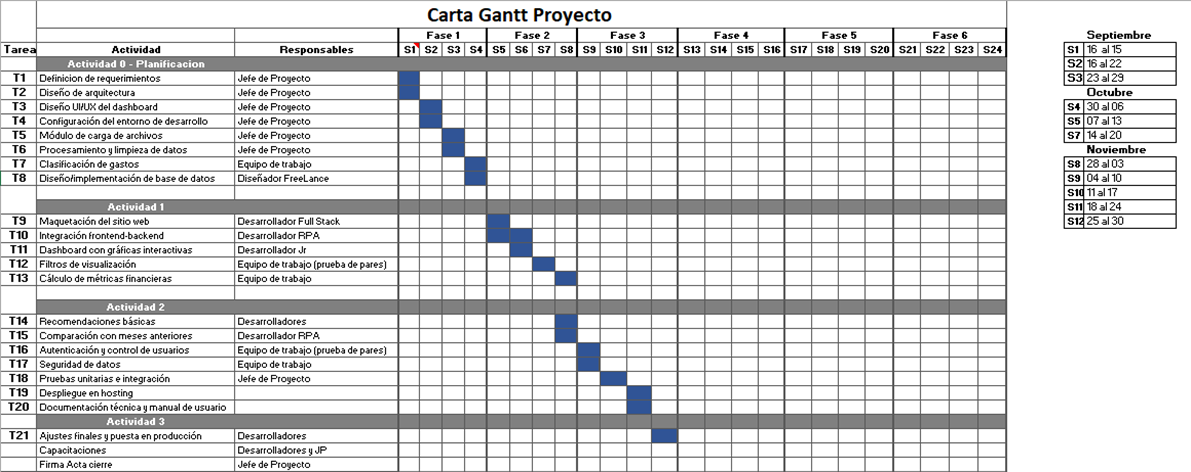 Carta Gantt Proyecto
Fase 1 Fase 2 Fase 3 Fase 4 Fase 5 Fase 6
Tarea Actividad Responsables S1 S2 S3 S4 S5 S6 S7 S8 S9 S10 S11 S12 S13 S14 S15 S16 S17 S18 S19 S20 S21 S22 S23 S24
Actividad 0 - Planificacion
T1 Definicion de requerimientos Jefe de Proyecto
T2 Diseño de arquitectura Jefe de Proyecto
T3 Diseño UI/UX del dashboard Jefe de Proyecto
T4 Configuración del entorno de desarrollo Jefe de Proyecto
T5 Módulo de carga de archivos Jefe de Proyecto
T6 Procesamiento y limpieza de datos Jefe de Proyecto
T7 Clasificación de gastos Equipo de trabajo
T8 Diseño/implementación de base de datos Diseñador FreeLance
Actividad 1
T9 Maquetación del sitio web Desarrollador Full Stack
T10 Integración frontend-backend Desarrollador RPA
T11 Dashboard con gráficas interactivas Desarrollador Jr
T12 Filtros de visualización Equipo de trabajo (prueba de pares)
T13 Cálculo de métricas financieras Equipo de trabajo
Actividad 2
T14 Recomendaciones básicas Desarrolladores
T15 Comparación con meses anteriores Desarrollador RPA
T16 Autenticación y control de usuarios Equipo de trabajo (prueba de pares)
T17 Seguridad de datos Equipo de trabajo
T18 Pruebas unitarias e integración Jefe de Proyecto
T19 Despliegue en hosting
T20 Documentación técnica y manual de usuario
Actividad 3
T21 Ajustes finales y puesta en producción Desarrolladores
Capacitaciones Desarrolladores y JP
Firma Acta cierre Jefe de Proyecto
Septiembre
S1 16 al 15
S2 16 al 22
S3 23 al 29
Octubre
S4 30 al 06
S5 07 al 13
S7 14 al 20
Noviembre
S8 28 al 03
S9 04 al 10
S10 11 al 17
S11 18 al 24
S12 25 al 30